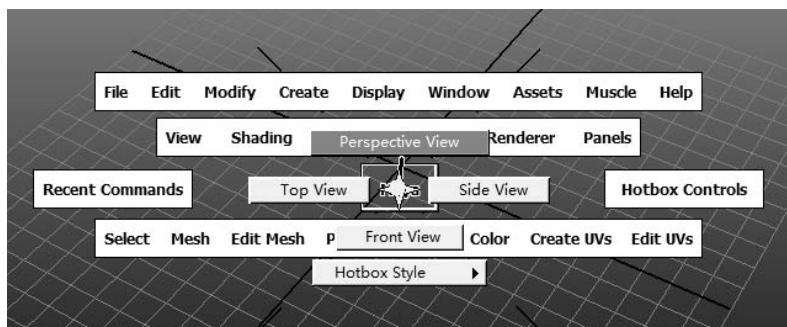 File Edit Modify Create Display Window Assets Muscle Help
View Shading Renderer Panels
Perspective View
Recent Commands Top View Side View Hotbox Controls
Select Mesh Edit Mesh P Front View Color Create UVs Edit UVs
Hotbox Style